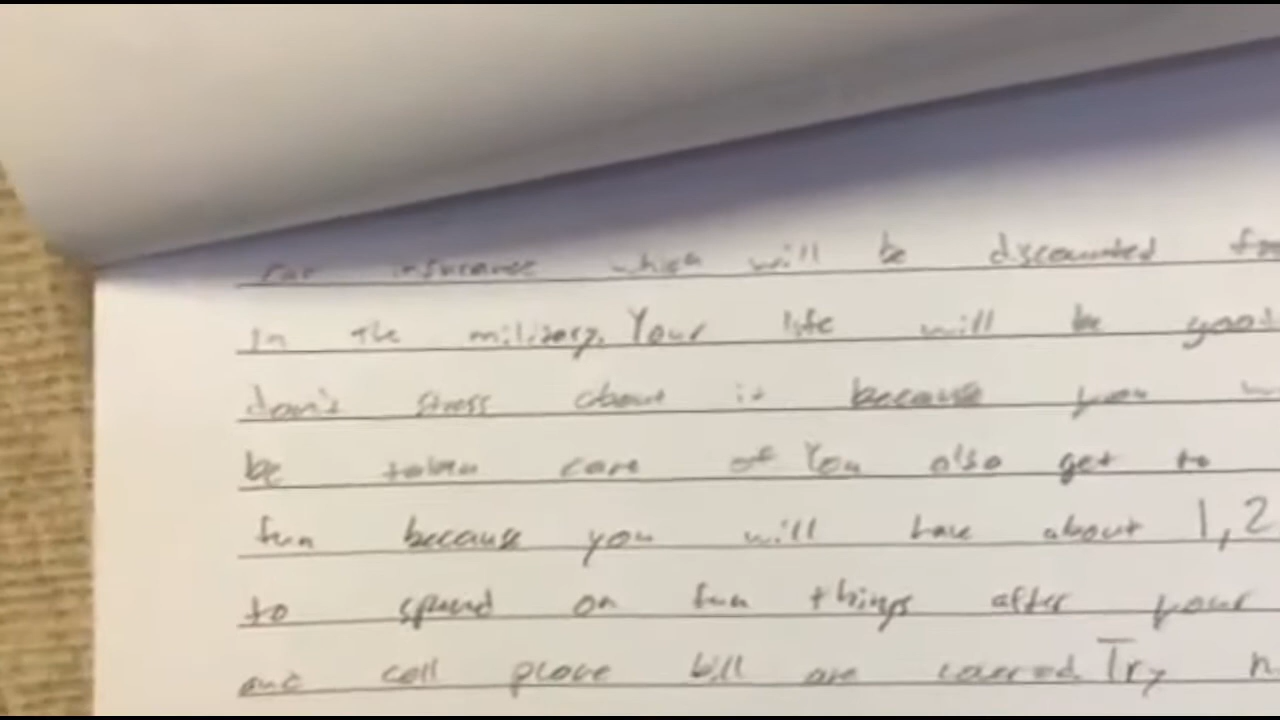 car insurance which will be discounted
in the military. Your life will be good
don't stress about it because you
be taken care of You also get to
fun because you will have about 1,2
to spend on fun things after your
and cell phone bill are covered. Try